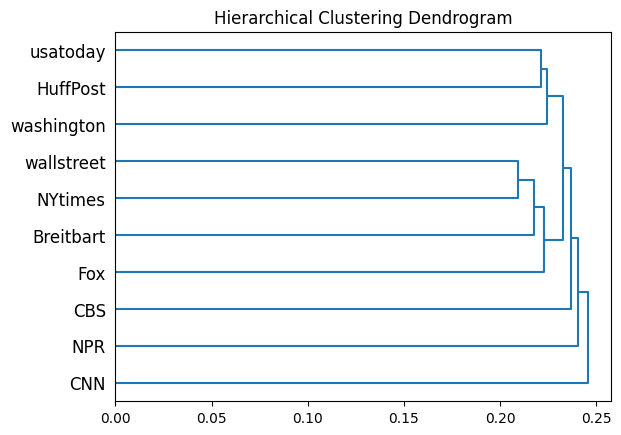 Hierarchical Clustering Dendrogram
usatoday
HuffPost
washington
wallstreet
NYtimes
Breitbart
Fox
CBS
NPR
CNN
0.00 0.05 0.10 0.15 0.20 0.25